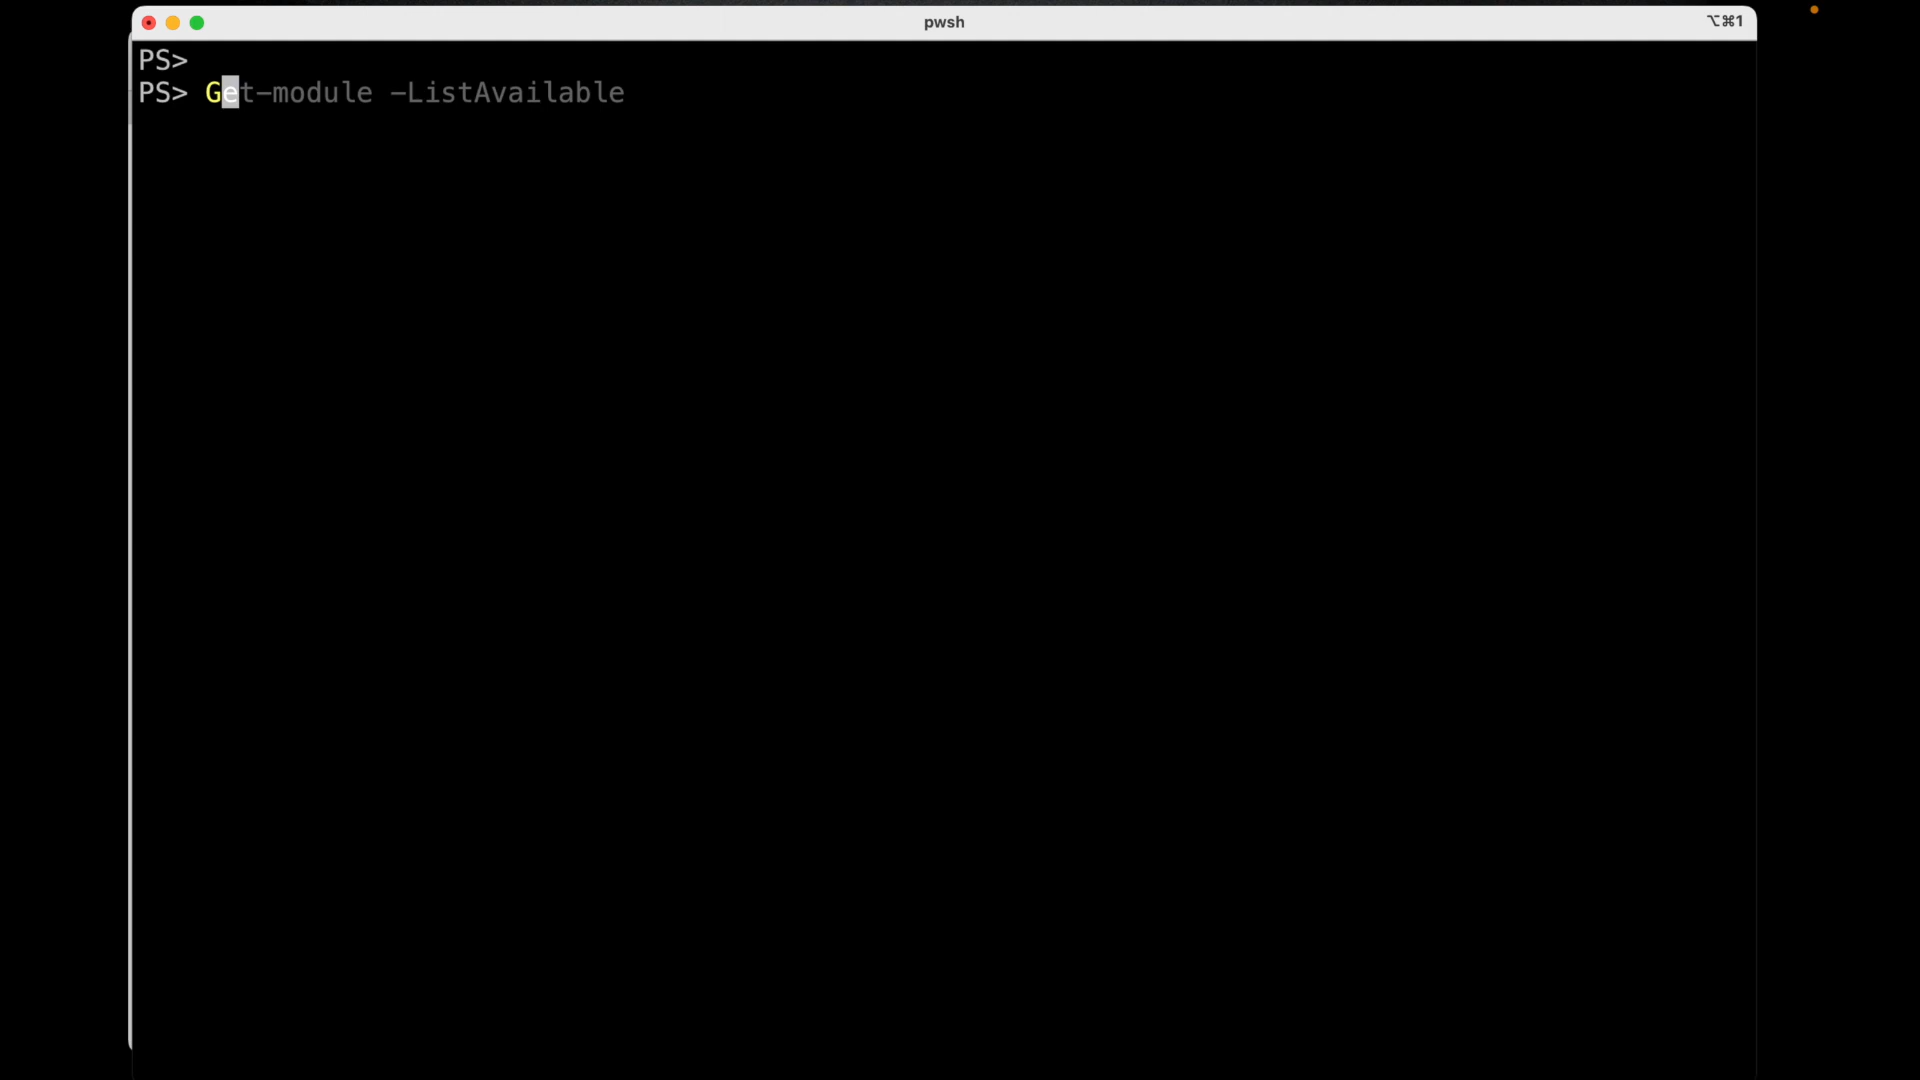 pwsh
⌥⌘1
PS>
PS> Get-module -ListAvailable